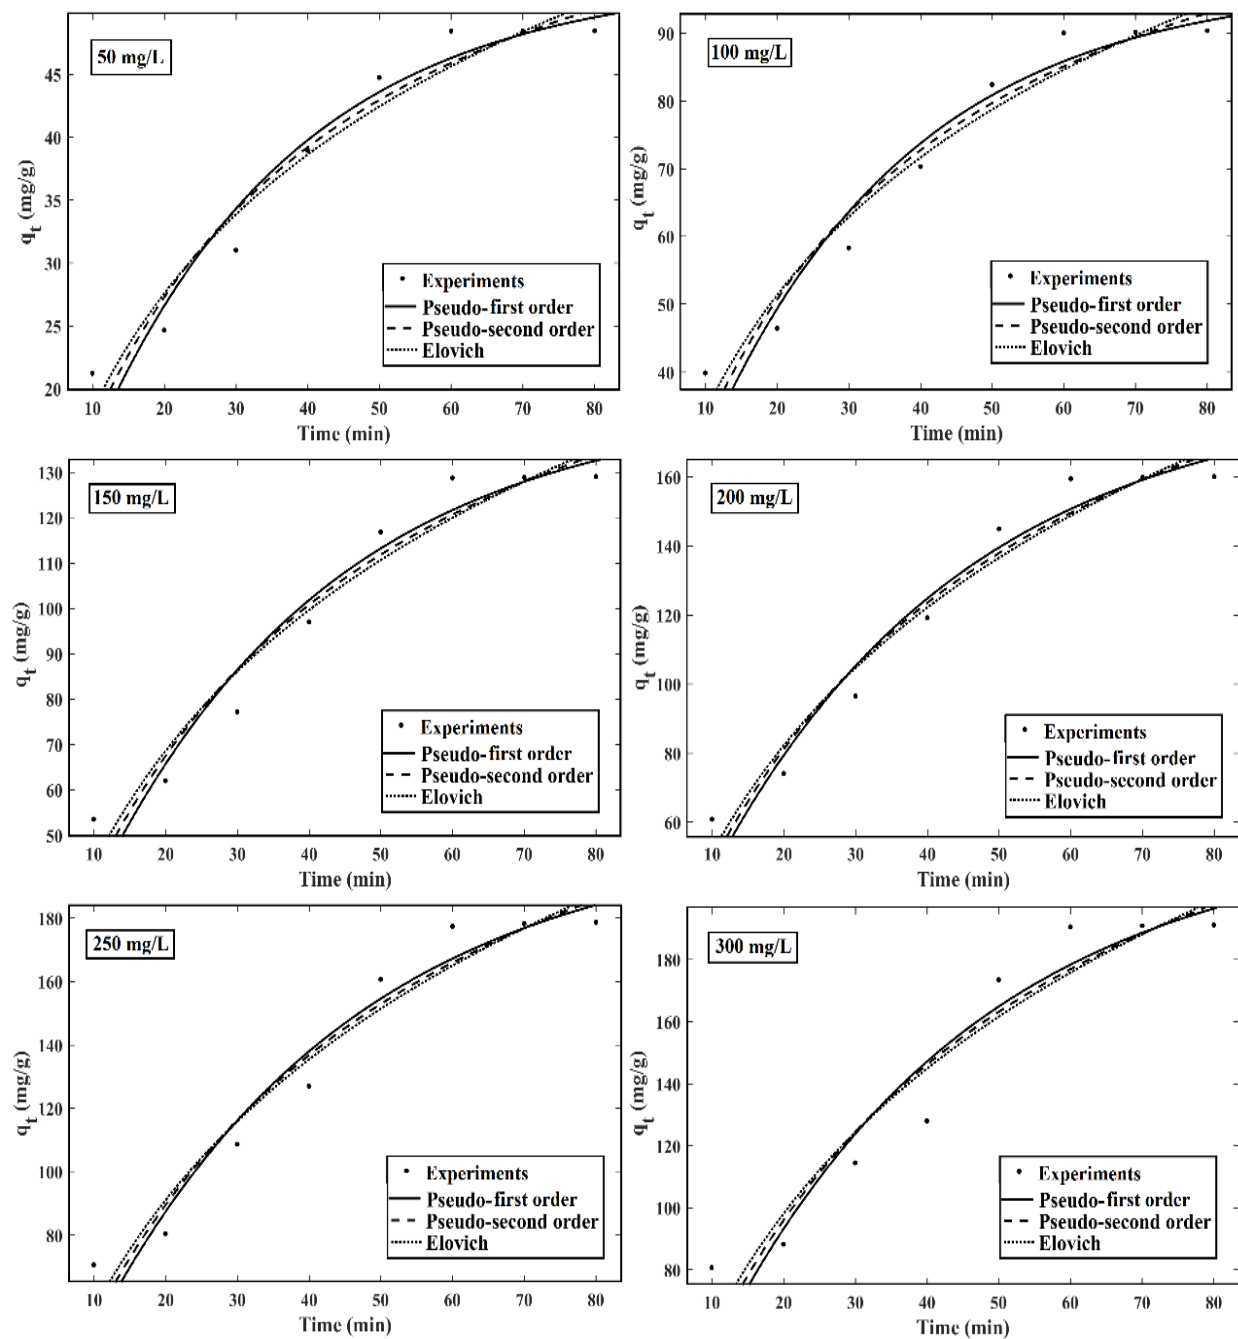 50 mg/L
45
40
35
30
25
20
q_t (mg/g)
Experiments
Pseudo-first order
Pseudo-second order
Elovich
10 20 30 40 50 60 70 80
Time (min)
100 mg/L
90
80
70
60
50
40
q_t (mg/g)
Experiments
Pseudo-first order
Pseudo-second order
Elovich
10 20 30 40 50 60 70 80
Time (min)
150 mg/L
130
120
110
100
90
80
70
60
50
q_t (mg/g)
Experiments
Pseudo-first order
Pseudo-second order
Elovich
10 20 30 40 50 60 70 80
Time (min)
200 mg/L
160
140
120
100
80
60
q_t (mg/g)
Experiments
Pseudo-first order
Pseudo-second order
Elovich
10 20 30 40 50 60 70 80
Time (min)
250 mg/L
180
160
140
120
100
80
q_t (mg/g)
Experiments
Pseudo-first order
Pseudo-second order
Elovich
10 20 30 40 50 60 70 80
Time (min)
300 mg/L
180
160
140
120
100
80
q_t (mg/g)
Experiments
Pseudo-first order
Pseudo-second order
Elovich
10 20 30 40 50 60 70 80
Time (min)